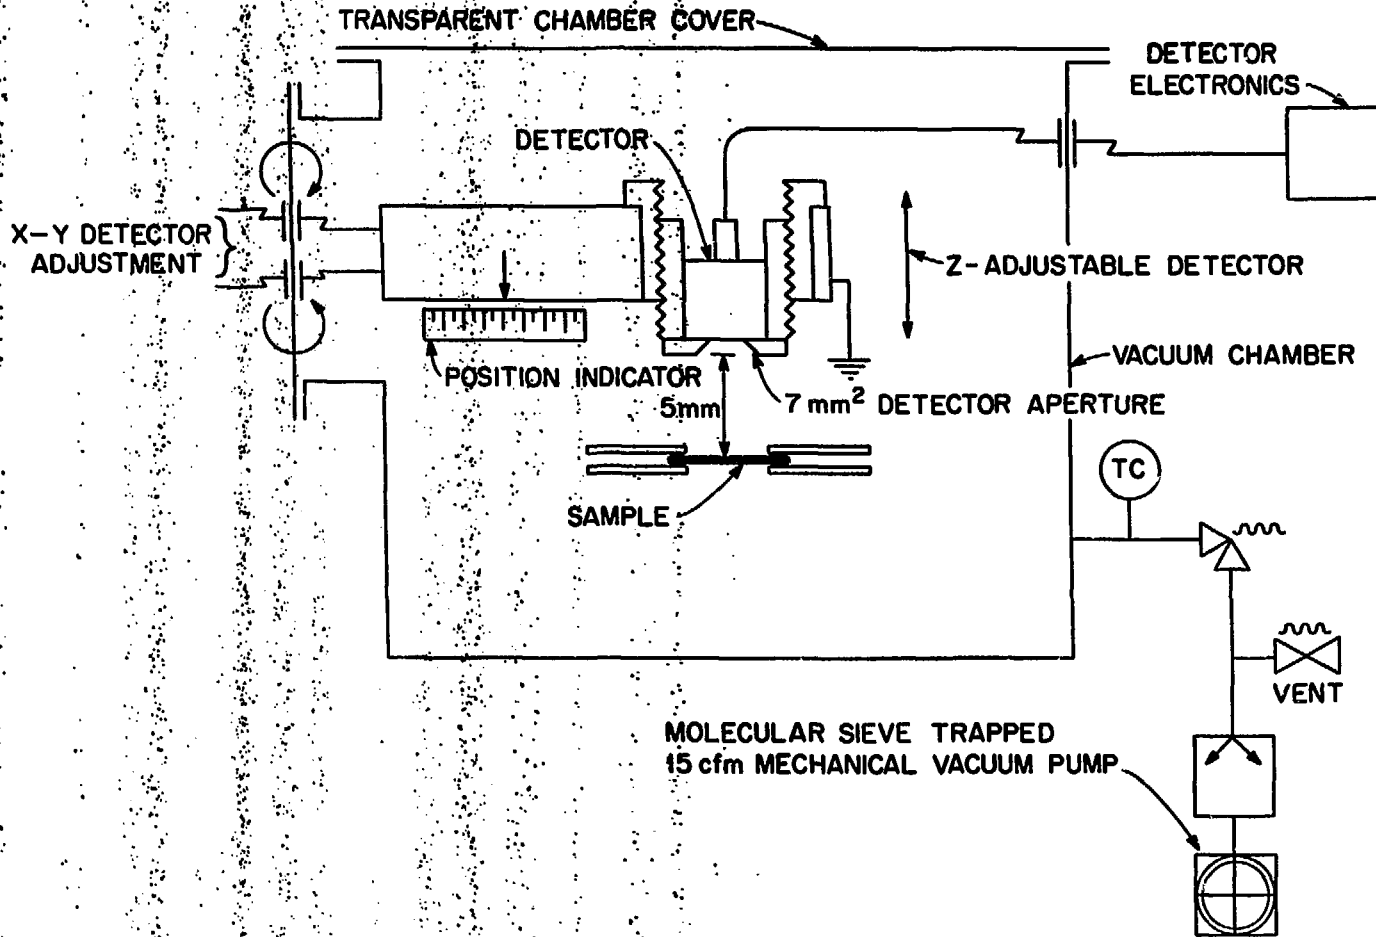 TRANSPARENT CHAMBER COVER
DETECTOR
ELECTRONICS
DETECTOR
X-Y DETECTOR
ADJUSTMENT
Z-ADJUSTABLE DETECTOR
VACUUM CHAMBER
POSITION INDICATOR
5mm
7 mm² DETECTOR APERTURE
TC
SAMPLE
VENT
MOLECULAR SIEVE TRAPPED
15 cfm MECHANICAL VACUUM PUMP